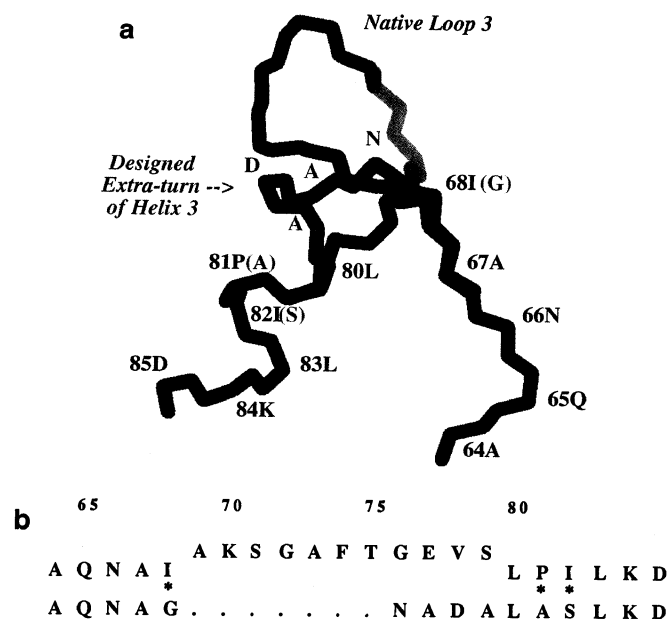 a
Native Loop 3
N
D
A
Designed
Extra-turn -->
of Helix 3
68I (G)
A
81P(A)
80L
67A
82I(S)
66N
85D
83L
84K
65Q
64A
65 70 75 80
b
A K S G A F T G E V S
A Q N A I L P I L K D
* * *
A Q N A G . . . . . . . N A D A L A S L K D